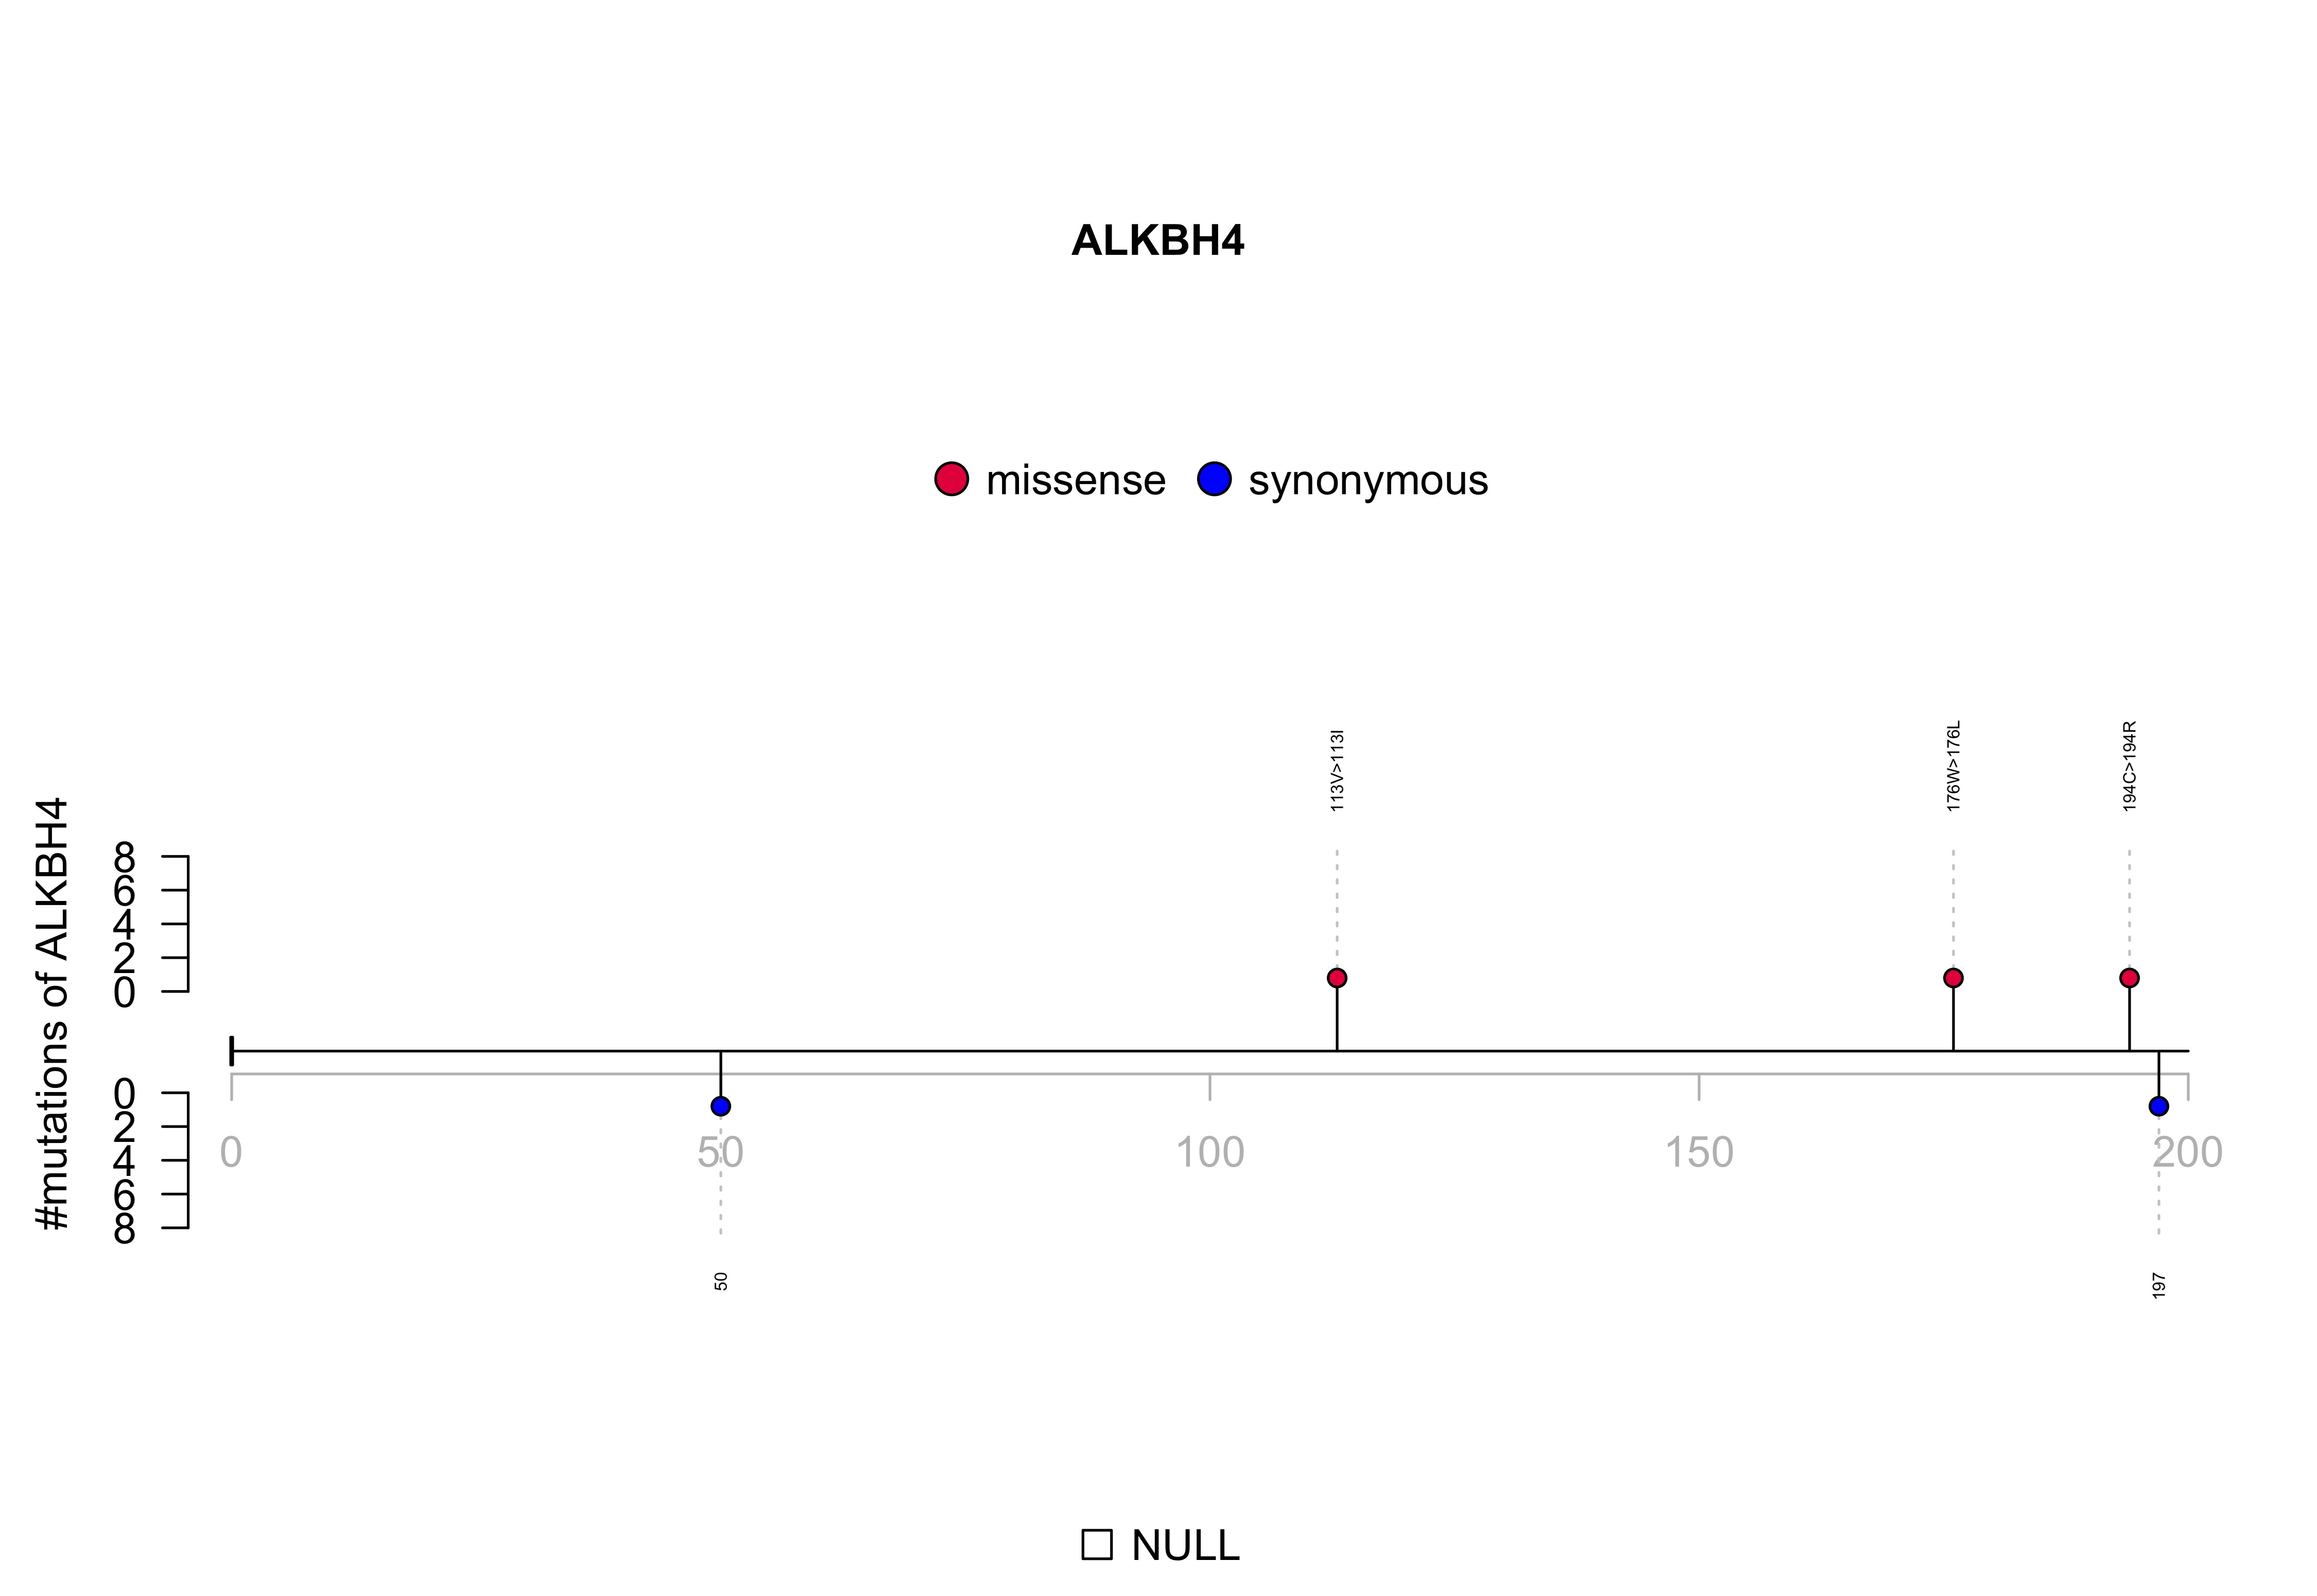 ALKBH4
missense synonymous
113V>113I 176W>176L 194C>194R
#mutations of ALKBH4
8
6
4
2
0
0
2
4
6
8
0 50 100 150 200
50 197
NULL